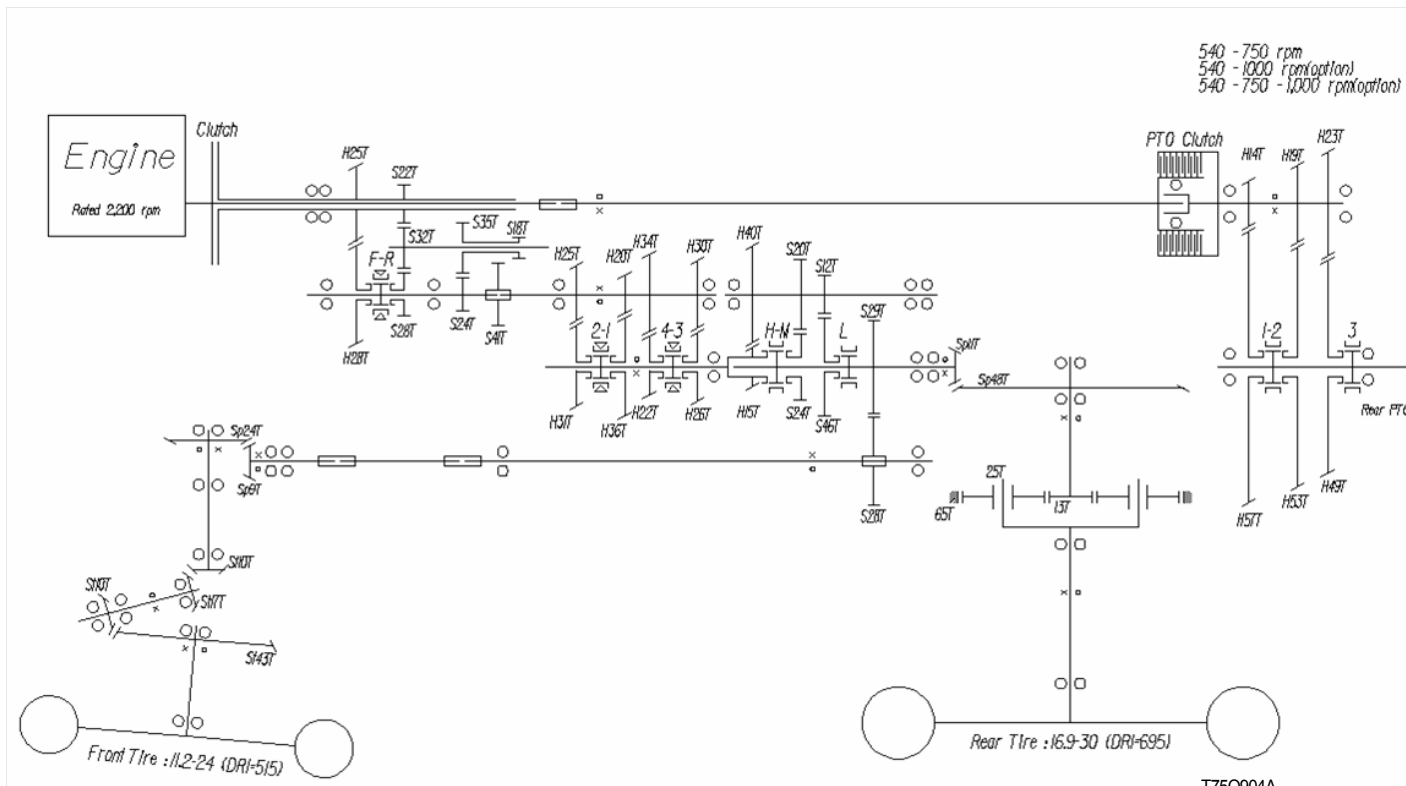 540 -750 rpm
540 -1000 rpm(option)
540 -750 -1,000 rpm(option)
Clutch
Engine
Rated 2,200 rpm
PTO Clutch
H25T
S22T
H14T
H19T
H23T
S35T
S18T
S32T
F-R
H25T
H20T
H34T
H30T
H40T
S20T
S12T
S29T
S28T
S24T
S41T
H28T
2-1
4-3
H-M
L
1-2
3
Sp11T
Sp48T
H31T
H36T
H22T
H26T
H15T
S24T
S46T
Rear PTO
Sp24T
Sp9T
25T
65T
13T
S28T
H57T
H53T
H49T
St10T
St10T
St17T
St43T
Front Tire : 11.2-24 (DRI=515)
Rear Tire : 16.9-30 (DRI=695)